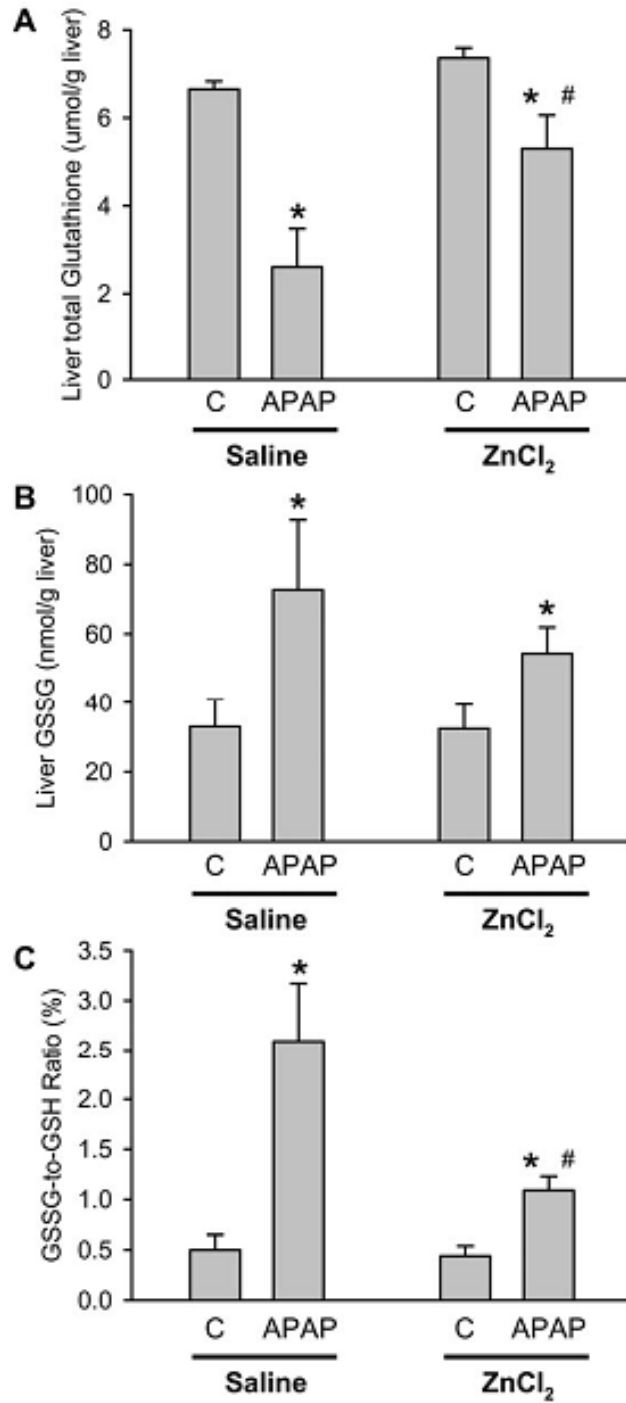 A
Liver total Glutathione (umol/g liver)
8
6
4
2
0
*
* #
C APAP C APAP
Saline ZnCl₂
B
Liver GSSG (nmol/g liver)
100
80
60
40
20
0
*
*
C APAP C APAP
Saline ZnCl₂
C
GSSG-to-GSH Ratio (%)
3.5
3.0
2.5
2.0
1.5
1.0
0.5
0.0
*
* #
C APAP C APAP
Saline ZnCl₂